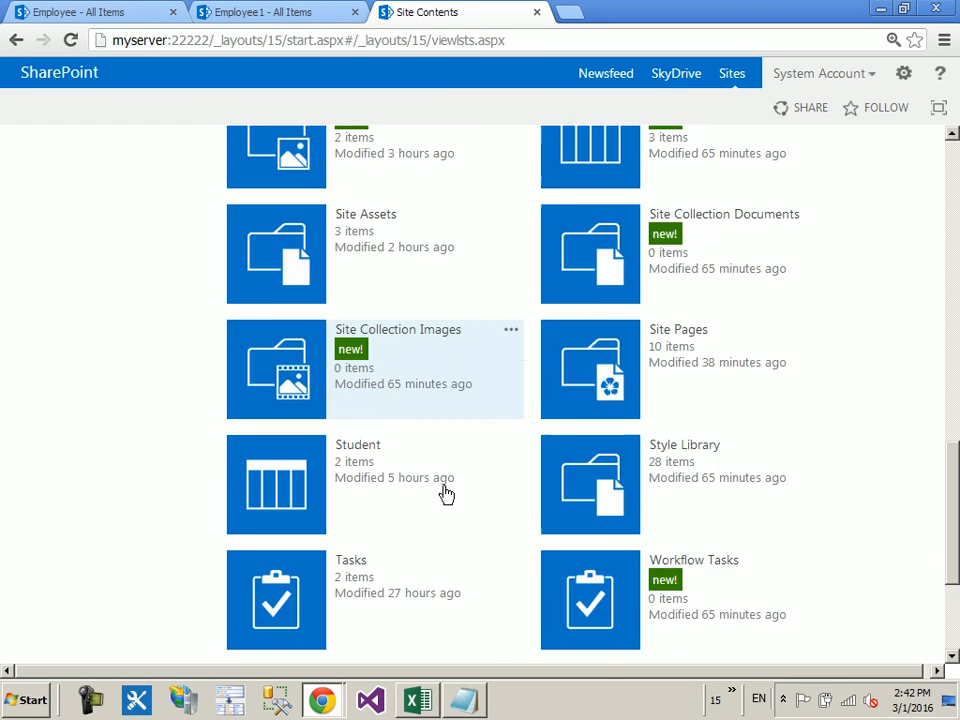 Employee - All Items
Employee1 - All Items
Site Contents
myserver:22222/_layouts/15/start.aspx#/_layouts/15/viewlsts.aspx
SharePoint
Newsfeed
SkyDrive
Sites
System Account
?
SHARE
FOLLOW
2 items
Modified 3 hours ago
3 items
Modified 65 minutes ago
Site Assets
3 items
Modified 2 hours ago
Site Collection Documents
new!
0 items
Modified 65 minutes ago
Site Collection Images
new!
0 items
Modified 65 minutes ago
Site Pages
10 items
Modified 38 minutes ago
Student
2 items
Modified 5 hours ago
Style Library
28 items
Modified 65 minutes ago
Tasks
2 items
Modified 27 hours ago
Workflow Tasks
new!
0 items
Modified 65 minutes ago
Start
15
EN
2:42 PM
3/1/2016